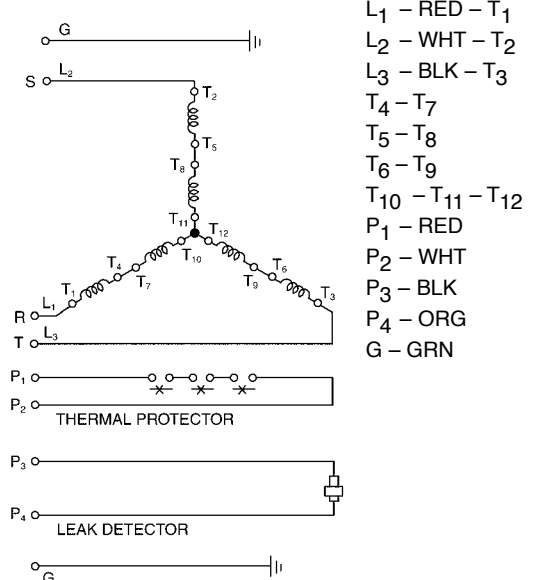 G
S L₂
T₂
T₅
T₈
T₁₁
T₁₂
T₁₀
T₄
T₇
T₁
T₉
T₆
T₃
R L₁
T L₃
P₁
P₂
THERMAL PROTECTOR
P₃
P₄
LEAK DETECTOR
G
L₁ – RED – T₁
L₂ – WHT – T₂
L₃ – BLK – T₃
T₄ – T₇
T₅ – T₈
T₆ – T₉
T₁₀ – T₁₁ – T₁₂
P₁ – RED
P₂ – WHT
P₃ – BLK
P₄ – ORG
G – GRN